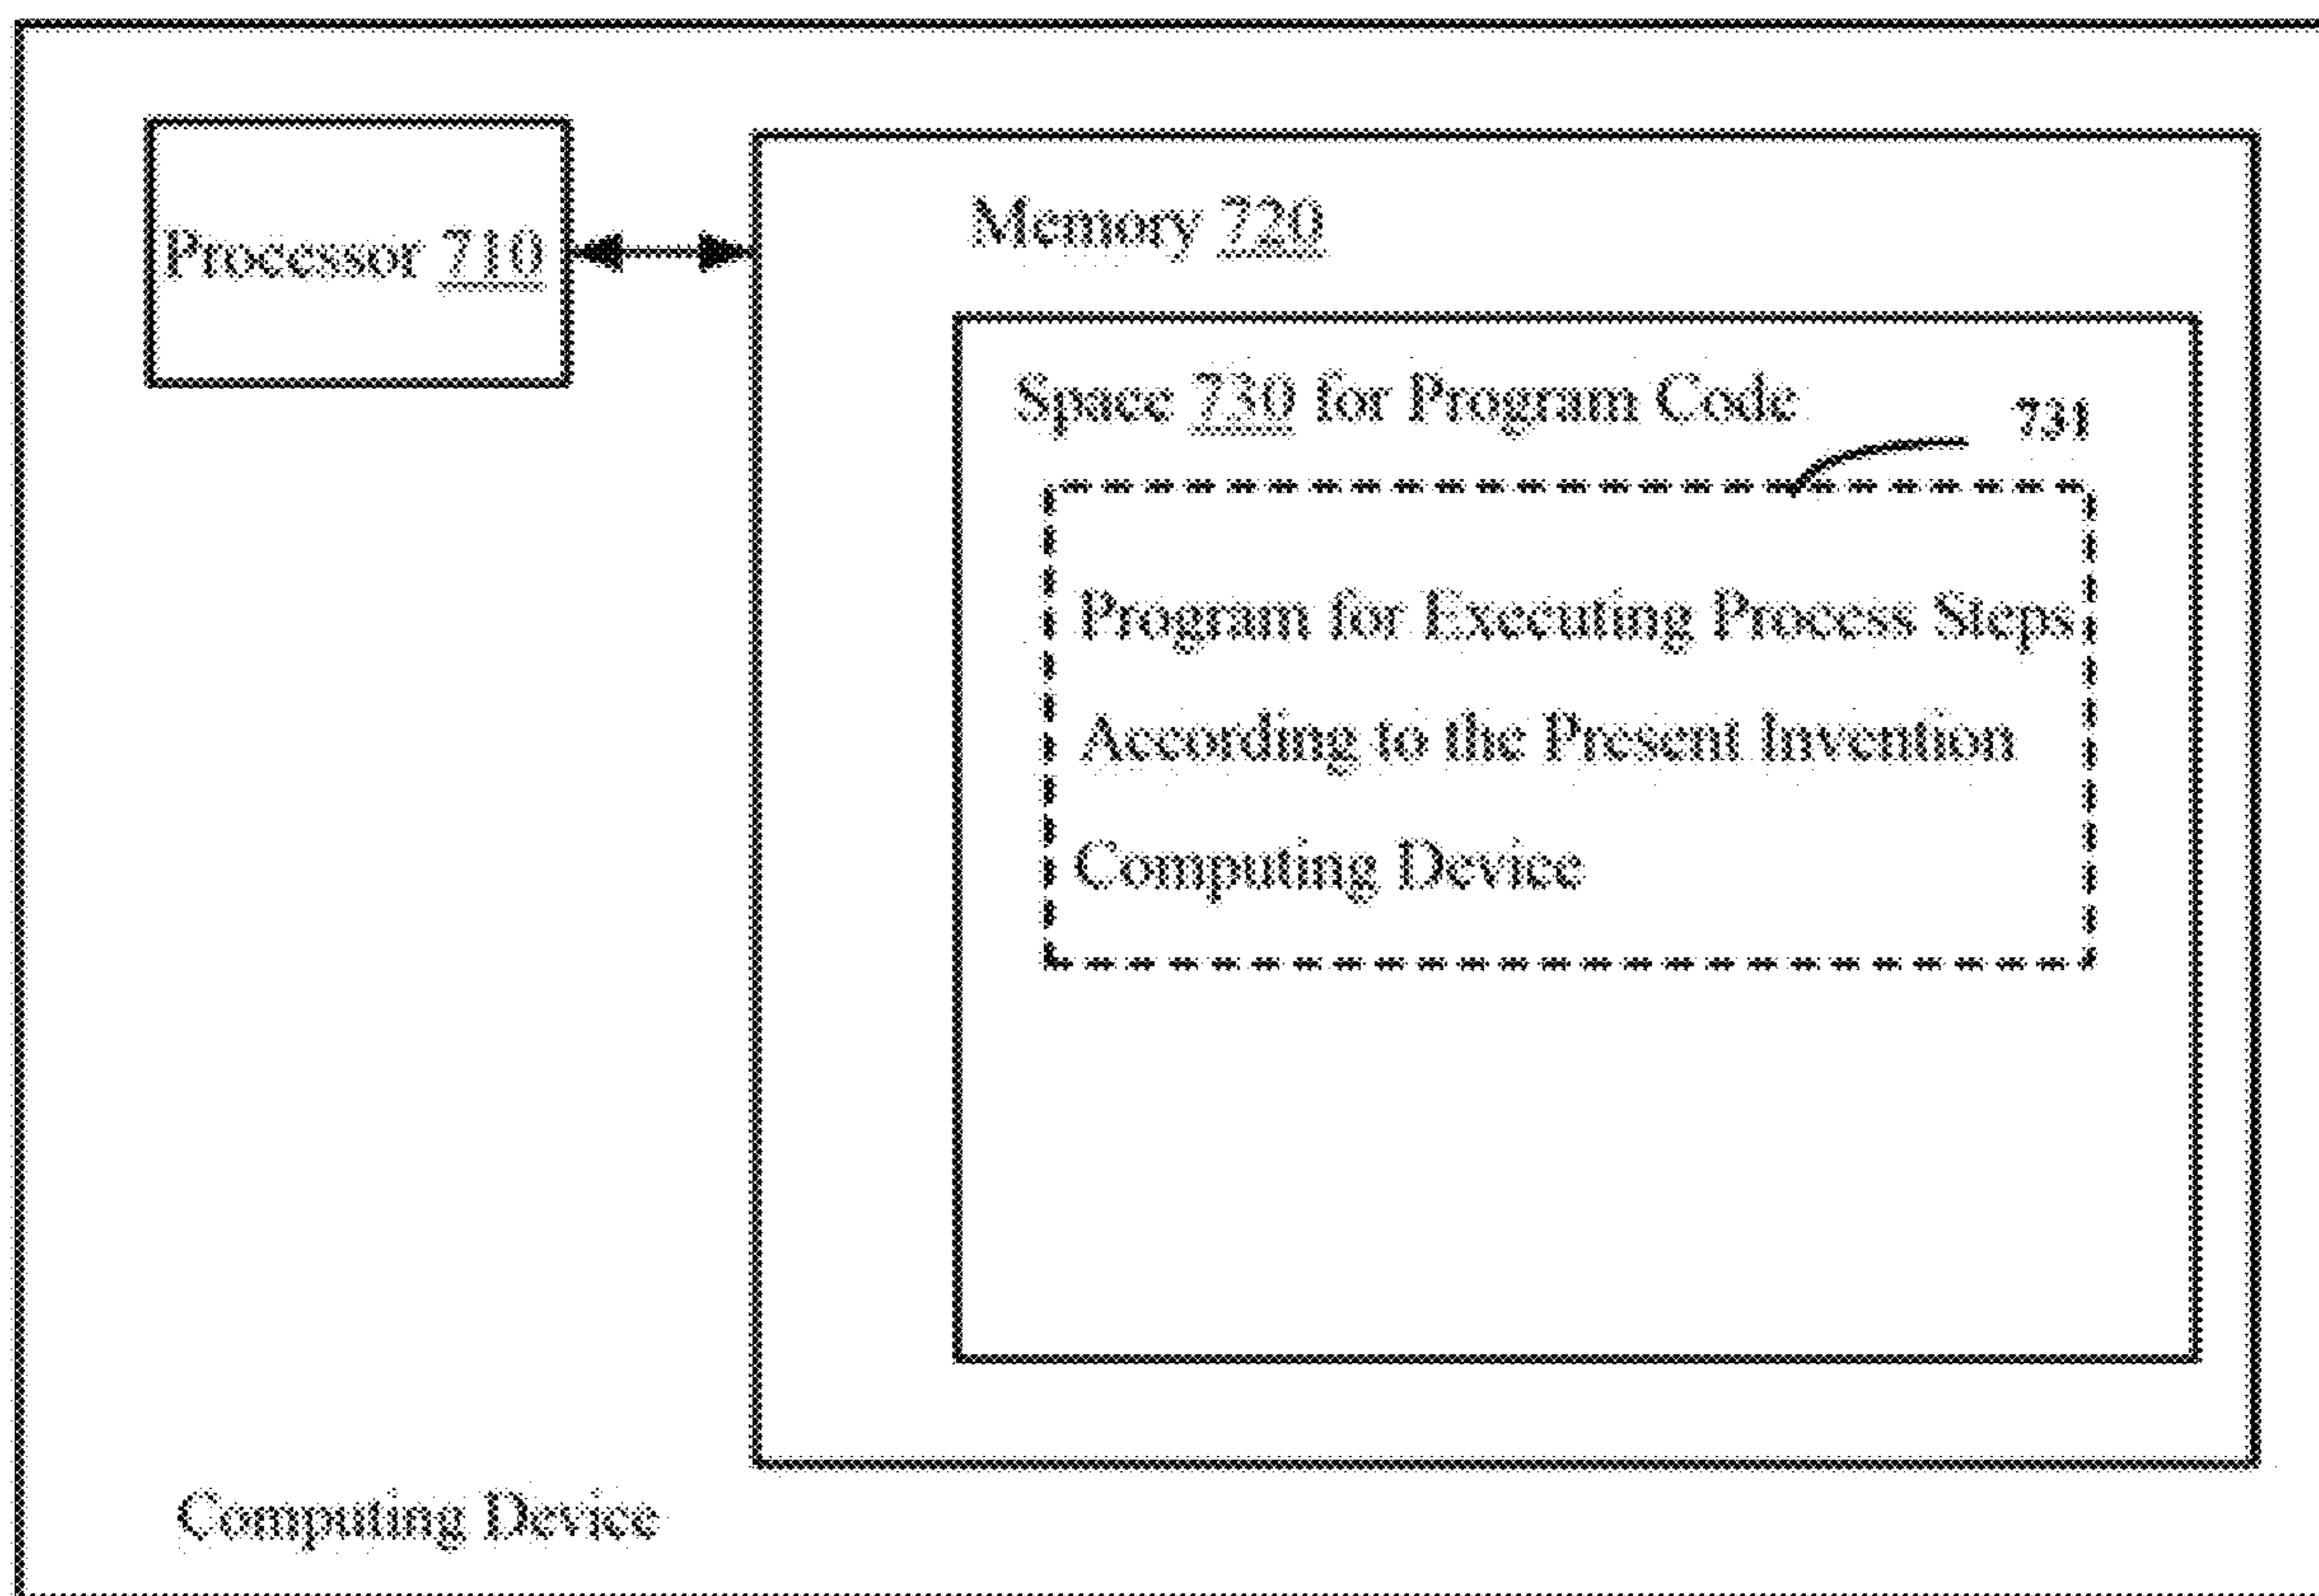 Processor 710
Memory 720
Space 730 for Program Code
731
Program for Executing Process Steps
According to the Present Invention
Computing Device
Computing Device